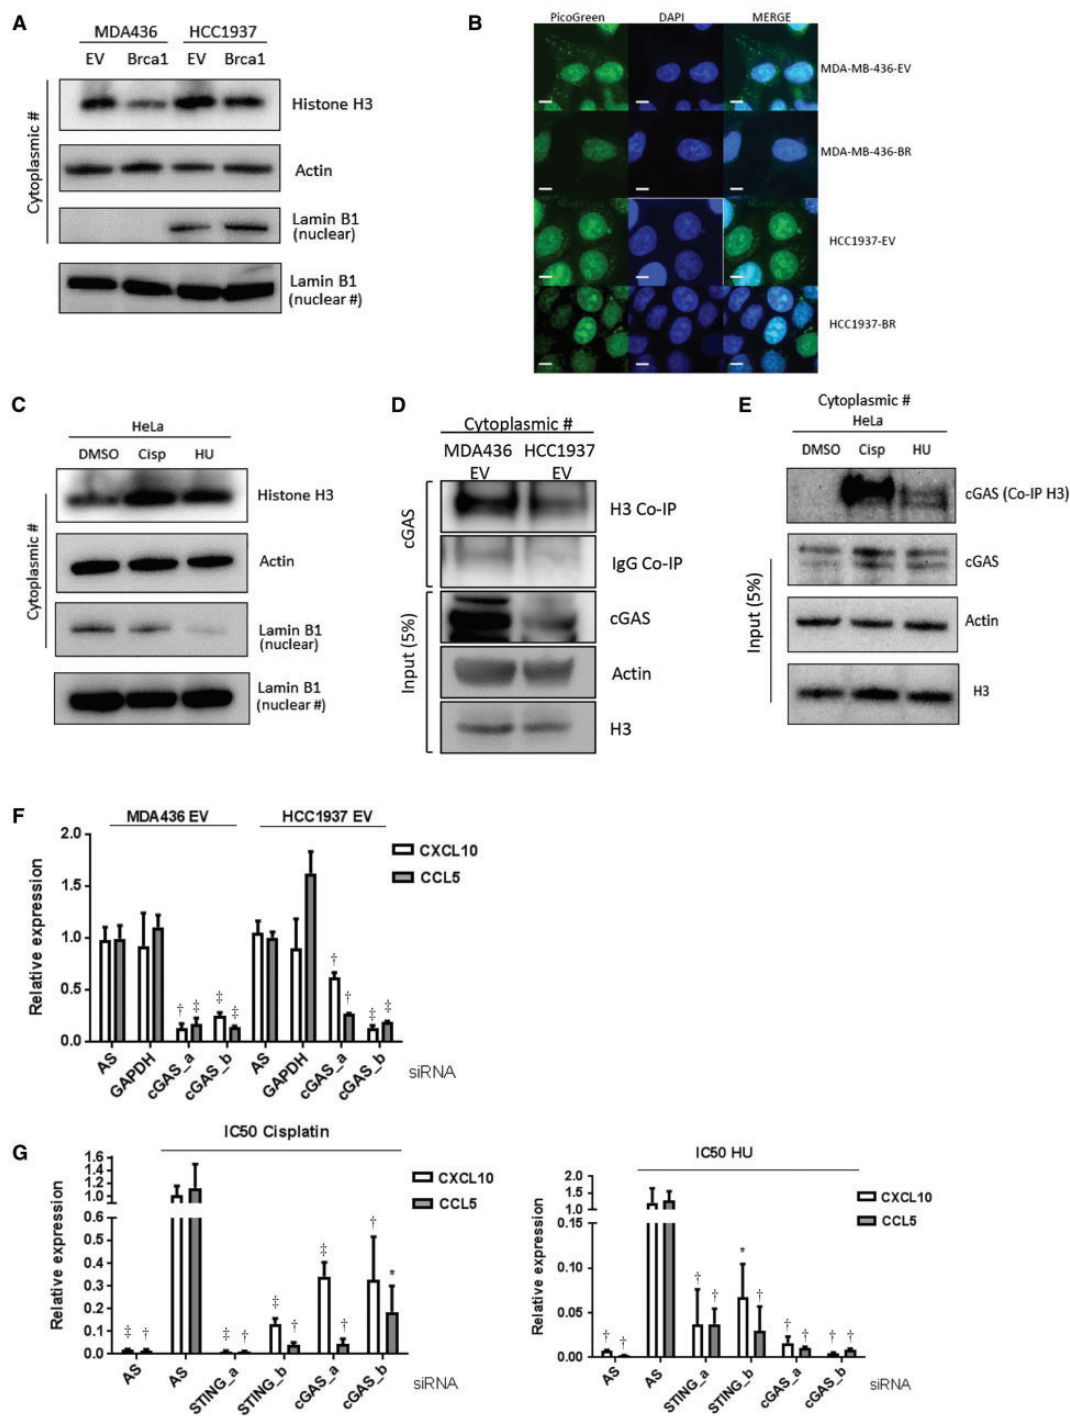 A
MDA436 HCC1937
EV Brca1 EV Brca1
Cytoplasmic #
Histone H3
Actin
Lamin B1
(nuclear)
Lamin B1
(nuclear #)
B
PicoGreen DAPI MERGE
MDA-MB-436-EV
MDA-MB-436-BR
HCC1937-EV
HCC1937-BR
C
HeLa
DMSO Cisp HU
Cytoplasmic #
Histone H3
Actin
Lamin B1
(nuclear)
Lamin B1
(nuclear #)
D
Cytoplasmic #
MDA436 HCC1937
EV EV
cGAS
H3 Co-IP
IgG Co-IP
Input (5%)
cGAS
Actin
H3
E
Cytoplasmic #
HeLa
DMSO Cisp HU
cGAS (Co-IP H3)
Input (5%)
cGAS
Actin
H3
F
MDA436 EV HCC1937 EV
Relative expression
2.0
1.5
1.0
0.5
0.0
CXCL10
CCL5
† ‡ ‡ ‡ † † ‡ ‡
AS GAPDH cGAS_a cGAS_b AS GAPDH cGAS_a cGAS_b
siRNA
G
IC50 Cisplatin
Relative expression
1.6
1.4
1.2
1.0
0.6
0.4
0.3
0.2
0.1
0.0
CXCL10
CCL5
‡ † ‡ † ‡ † ‡ † † *
AS AS STING_a STING_b cGAS_a cGAS_b
siRNA
IC50 HU
Relative expression
2.0
1.5
1.0
0.15
0.10
0.05
0.00
CXCL10
CCL5
† † † † * † † † † †
AS AS STING_a STING_b cGAS_a cGAS_b
siRNA